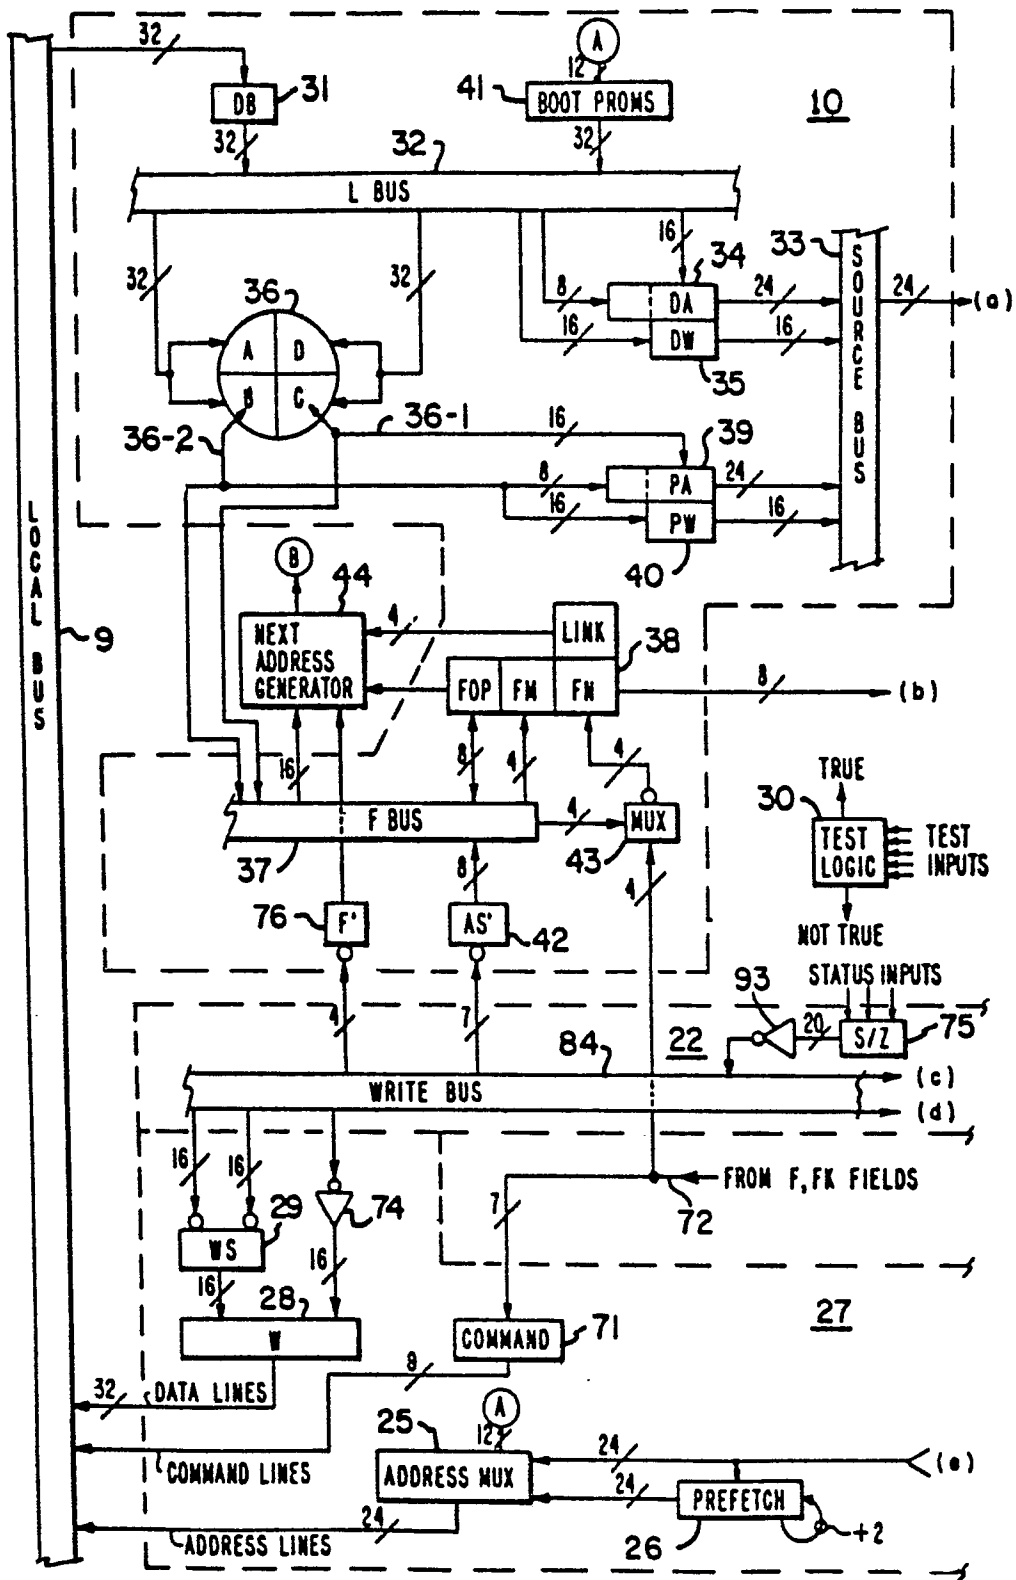 32
A
12
DB
31
41
BOOT PROMS
10
32
32
32
L BUS
32
36
32
16
34
33
8
DA
24
24
(a)
16
DW
16
35
A
D
B
C
SOURCE BUS
36-2
36-1
16
39
8
PA
24
16
PW
16
40
LOCAL BUS
9
B
44
4
LINK
38
NEXT
ADDRESS
GENERATOR
FOP
FM
FN
8
(b)
16
8
4
4
F BUS
4
MUX
37
43
TRUE
30
TEST
LOGIC
TEST
INPUTS
NOT TRUE
8
4
76
F'
AS'
42
STATUS INPUTS
93
20
S/Z
75
4
7
22
84
WRITE BUS
(c)
(d)
16
16
74
7
FROM F, FK FIELDS
72
29
WS
16
16
28
W
COMMAND
71
27
32
DATA LINES
9
A
25
12
24
(e)
COMMAND LINES
ADDRESS MUX
24
PREFETCH
24
ADDRESS LINES
26
+2